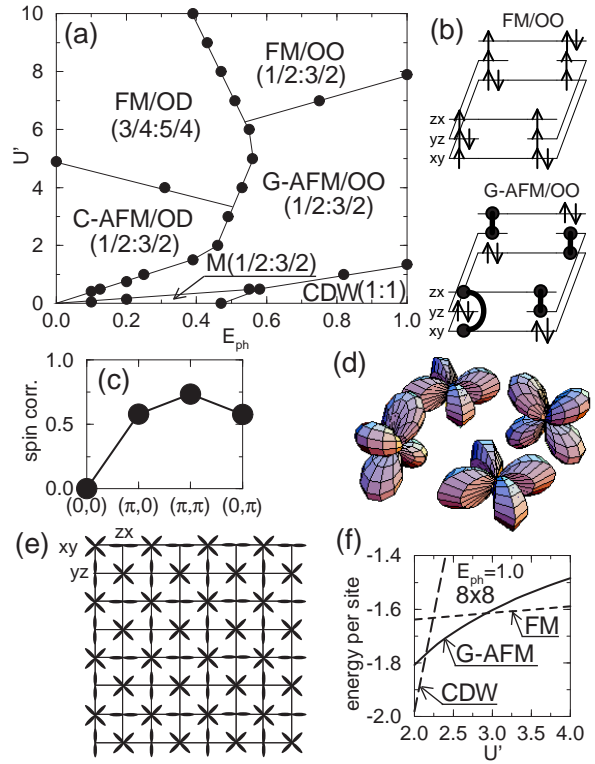 (a)
10
8
6
4
2
0
U'
FM/OO
(1/2:3/2)
FM/OD
(3/4:5/4)
G-AFM/OO
(1/2:3/2)
C-AFM/OD
(1/2:3/2)
M(1/2:3/2)
CDW(1:1)
0.0 0.2 0.4 0.6 0.8 1.0
E_ph
(b)
FM/OO
zx
yz
xy
G-AFM/OO
zx
yz
xy
(c)
1.0
0.5
0.0
spin corr.
(0,0) (π,0) (π,π) (0,π)
(d)
(e)
zx
xy
yz
(f)
-1.4
-1.6
-1.8
-2.0
energy per site
E_ph=1.0
8x8
FM
G-AFM
CDW
2.0 2.5 3.0 3.5 4.0
U'